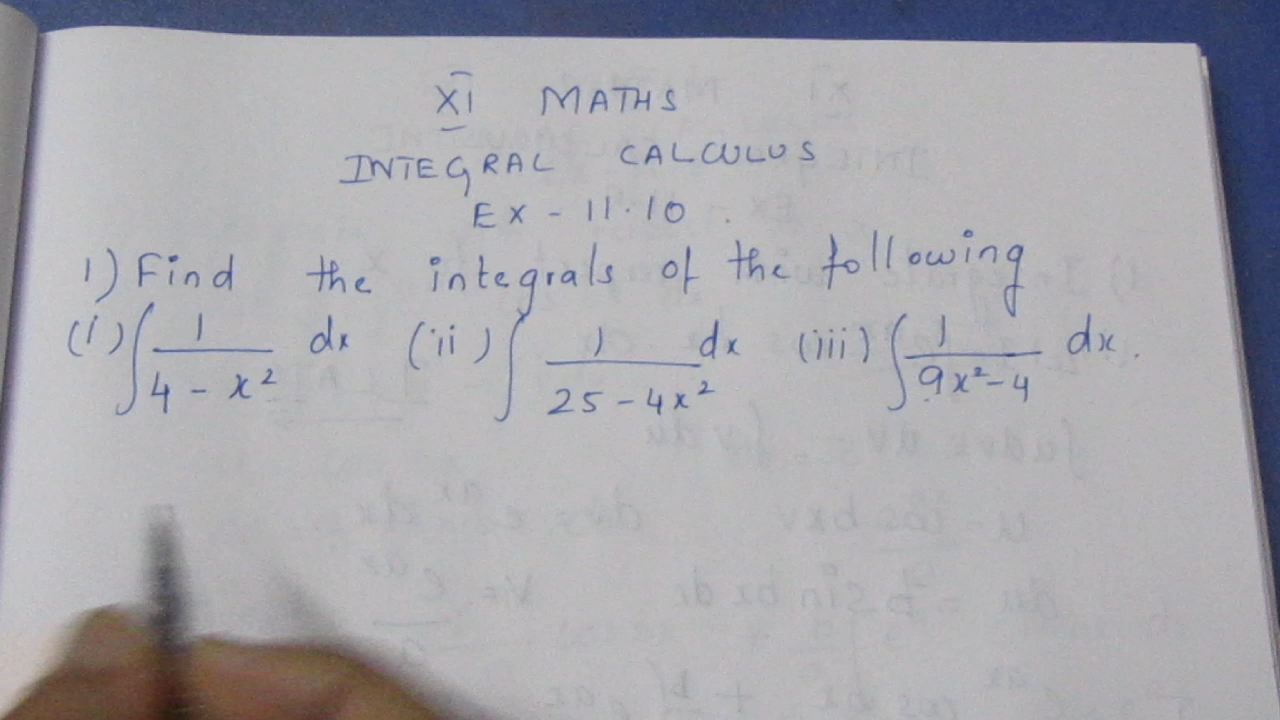 XI MATHS
INTEGRAL CALCULUS
EX - 11.10.
1) Find the integrals of the following
(i) ∫ 1/(4 - x²) dx (ii) ∫ 1/(25 - 4x²) dx (iii) ∫ 1/(9x² - 4) dx.